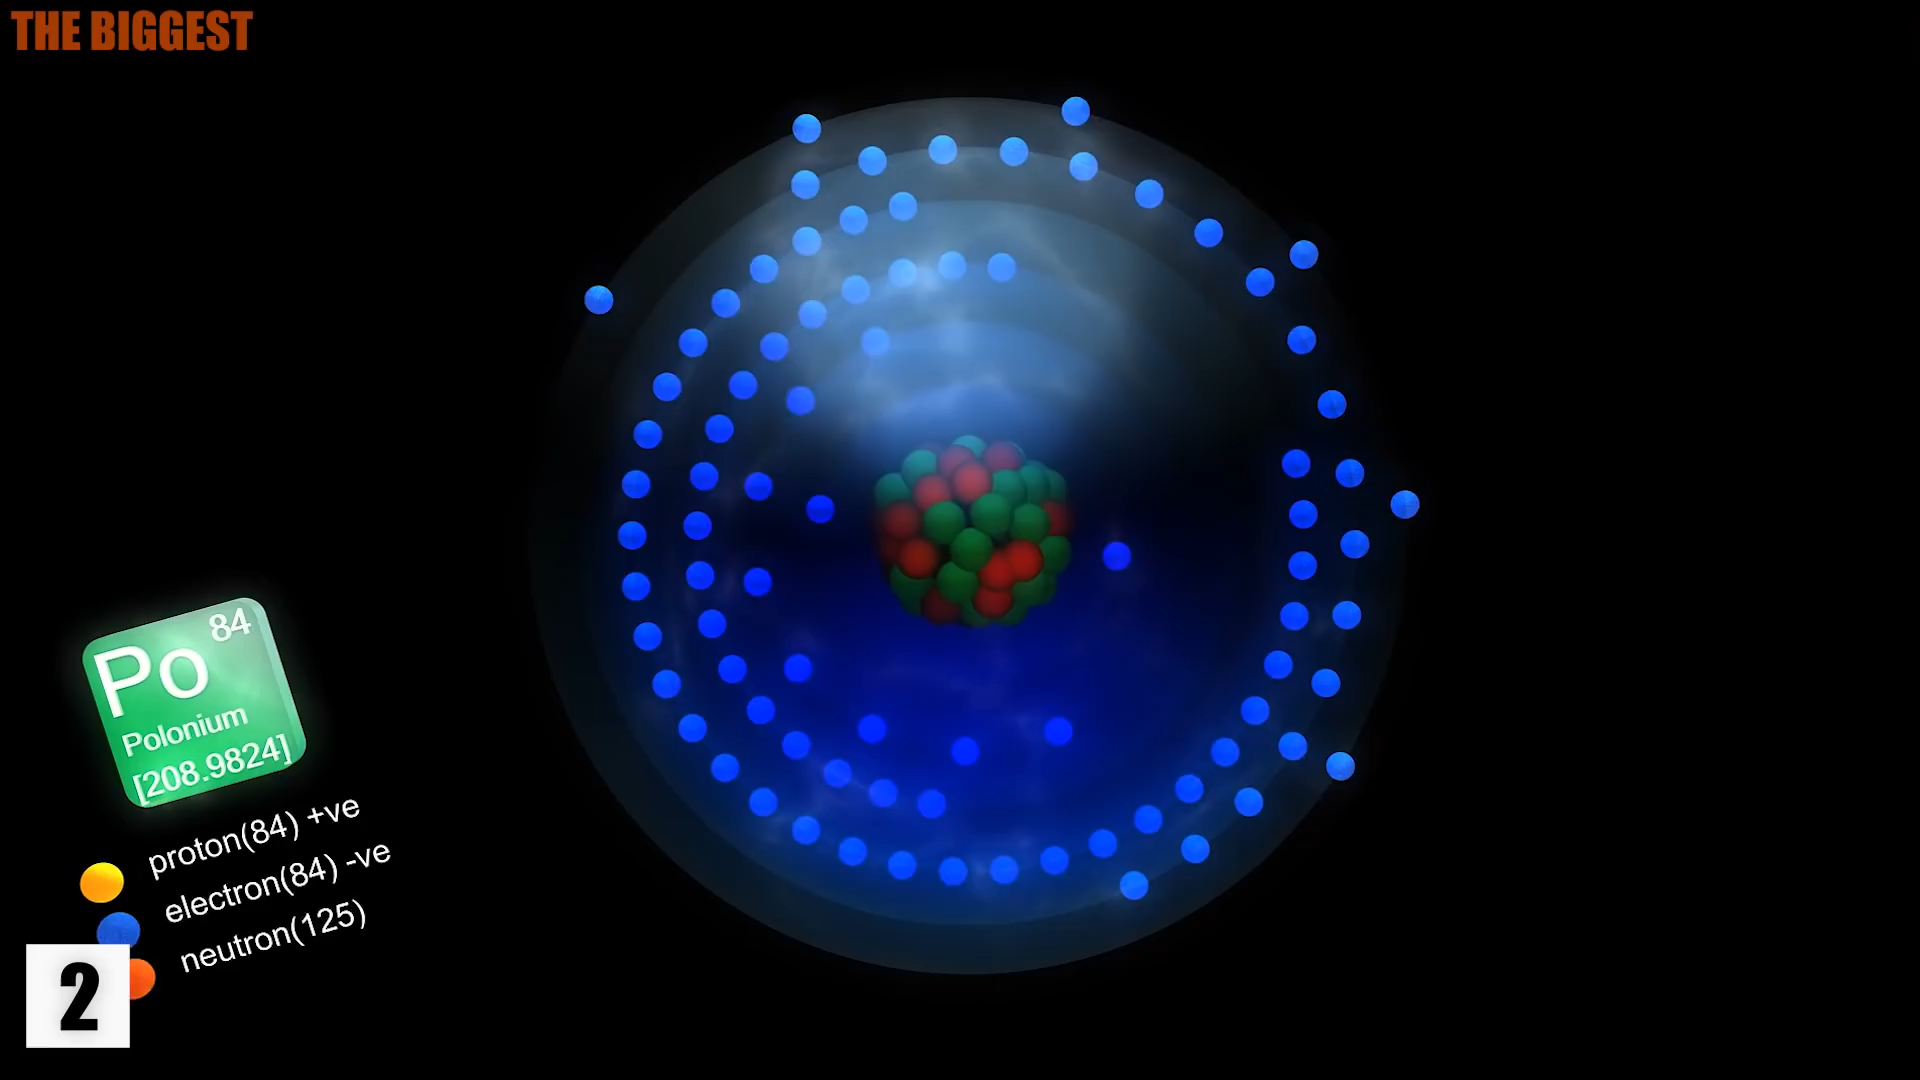 THE BIGGEST
84
Po
Polonium
[208.9824]
proton(84) +ve
electron(84) -ve
neutron(125)
2